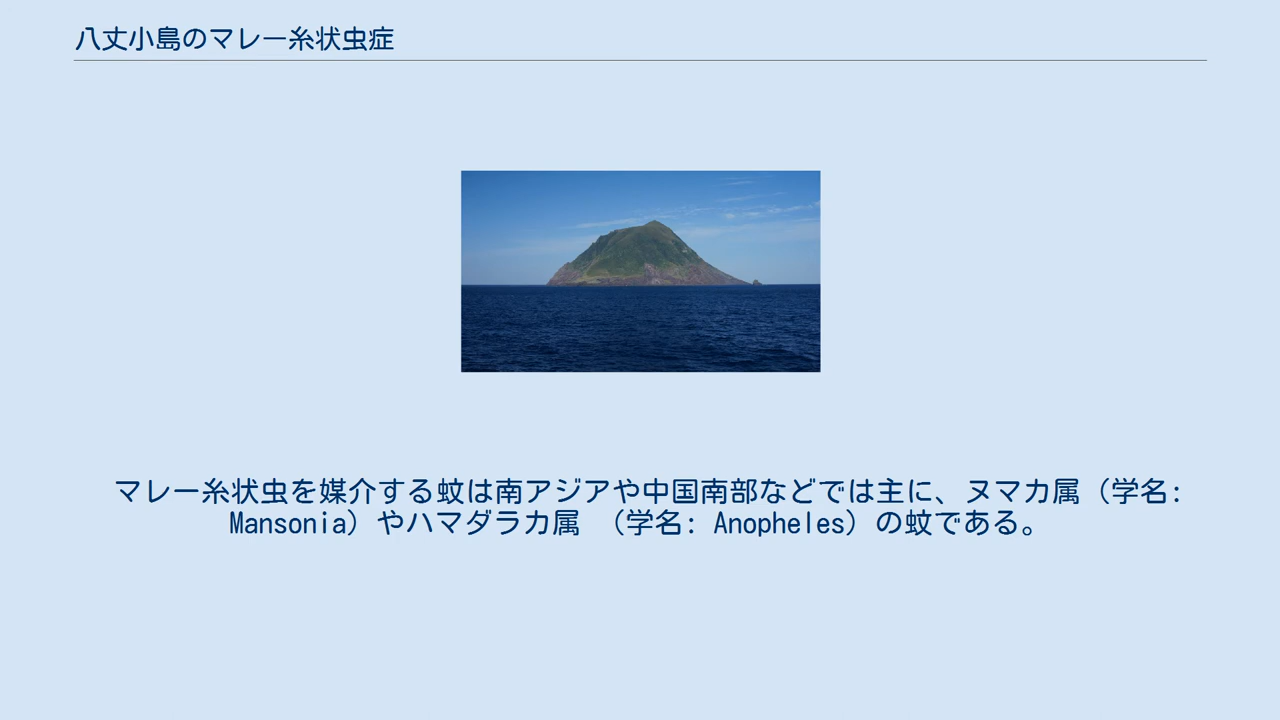 八丈小島のマレー糸状虫症
マレー糸状虫を媒介する蚊は南アジアや中国南部などでは主に、ヌマカ属（学名:
Mansonia）やハマダラカ属　（学名: Anopheles）の蚊である。